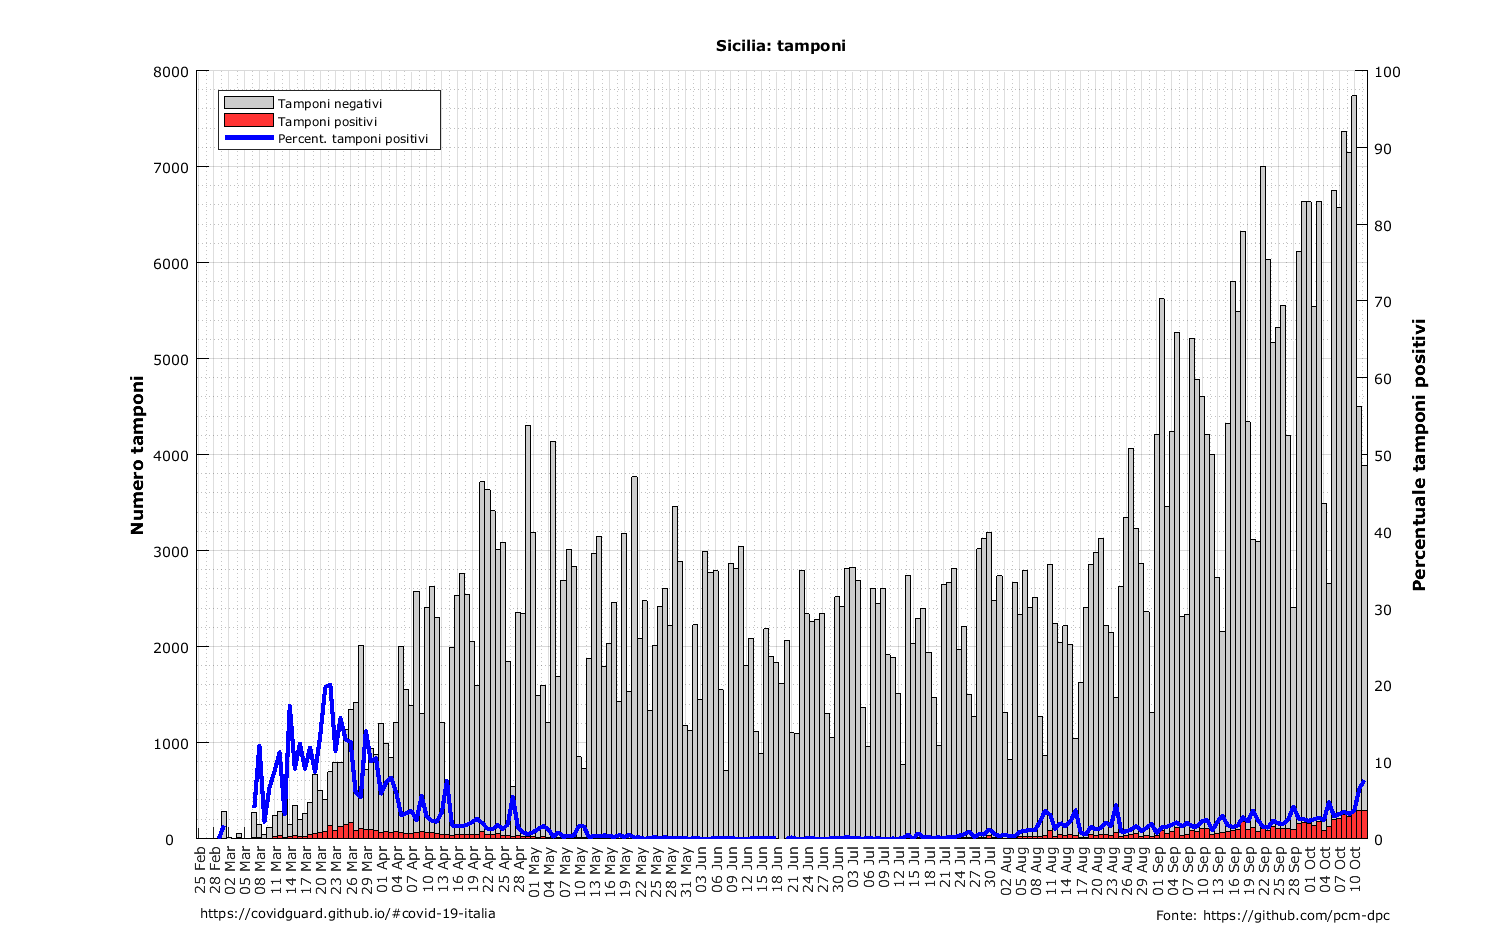 Sicilia: tamponi
Tamponi negativi
Tamponi positivi
Percent. tamponi positivi
Numero tamponi
8000
7000
6000
5000
4000
3000
2000
1000
0
Percentuale tamponi positivi
100
90
80
70
60
50
40
30
20
10
0
25 Feb
28 Feb
02 Mar
05 Mar
08 Mar
11 Mar
14 Mar
17 Mar
20 Mar
23 Mar
26 Mar
29 Mar
01 Apr
04 Apr
07 Apr
10 Apr
13 Apr
16 Apr
19 Apr
22 Apr
25 Apr
28 Apr
01 May
04 May
07 May
10 May
13 May
16 May
19 May
22 May
25 May
28 May
31 May
03 Jun
06 Jun
09 Jun
12 Jun
15 Jun
18 Jun
21 Jun
24 Jun
27 Jun
30 Jun
03 Jul
06 Jul
09 Jul
12 Jul
15 Jul
18 Jul
21 Jul
24 Jul
27 Jul
30 Jul
02 Aug
05 Aug
08 Aug
11 Aug
14 Aug
17 Aug
20 Aug
23 Aug
26 Aug
29 Aug
01 Sep
04 Sep
07 Sep
10 Sep
13 Sep
16 Sep
19 Sep
22 Sep
25 Sep
28 Sep
01 Oct
04 Oct
07 Oct
10 Oct
https://covidguard.github.io/#covid-19-italia
Fonte: https://github.com/pcm-dpc